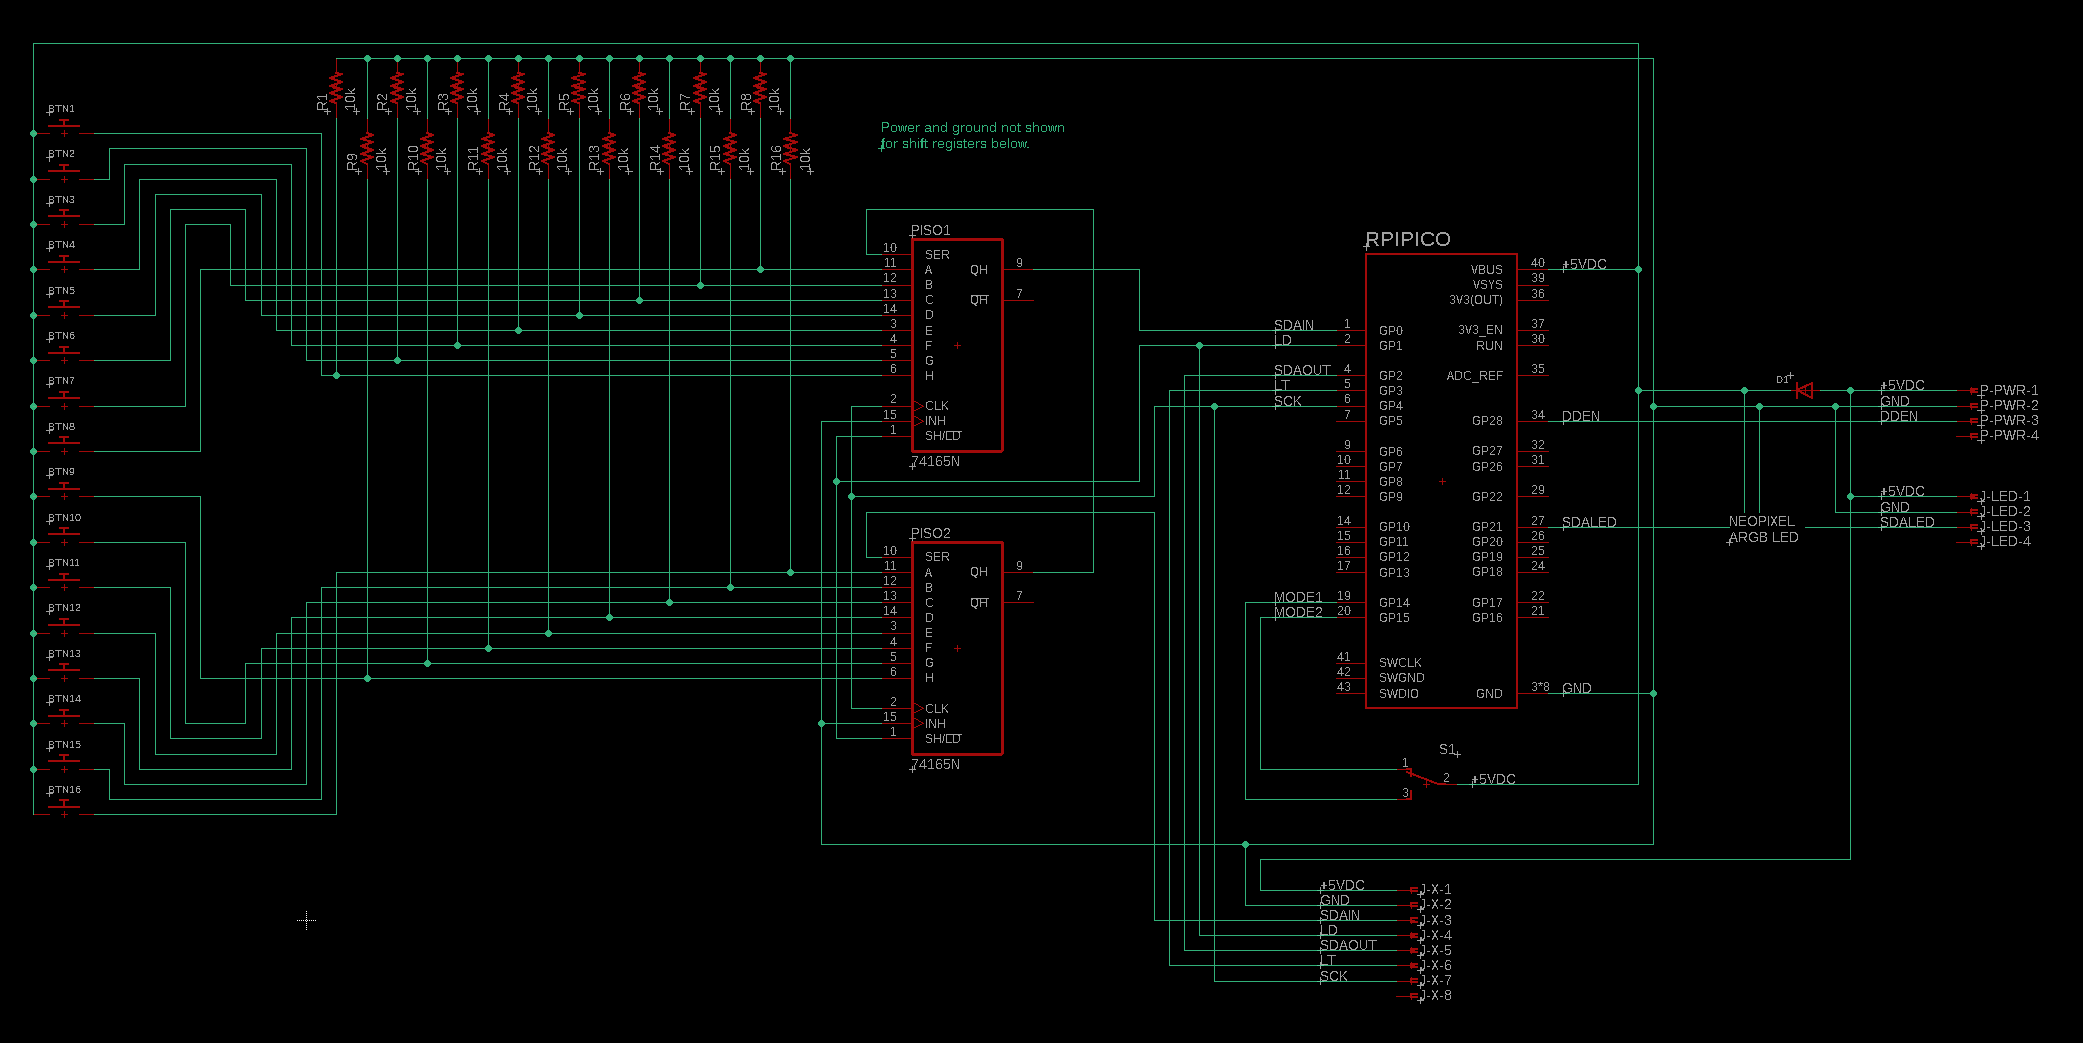 BTN1
BTN2
BTN3
BTN4
BTN5
BTN6
BTN7
BTN8
BTN9
BTN10
BTN11
BTN12
BTN13
BTN14
BTN15
BTN16
R1 10k
R2 10k
R3 10k
R4 10k
R5 10k
R6 10k
R7 10k
R8 10k
R9 10k
R10 10k
R11 10k
R12 10k
R13 10k
R14 10k
R15 10k
R16 10k
Power and ground not shown
for shift registers below.
PISO1
10 SER
11 A QH 9
12 B
13 C QH 7
14 D
3 E
4 F
5 G
6 H
2 CLK
15 INH
1 SH/LD
74165N
PISO2
10 SER
11 A QH 9
12 B
13 C QH 7
14 D
3 E
4 F
5 G
6 H
2 CLK
15 INH
1 SH/LD
74165N
RPIPICO
VBUS 40 +5VDC
VSYS 39
3V3(OUT) 36
SDAIN 1 GP0 3V3_EN 37
LD 2 GP1 RUN 30
SDAOUT 4 GP2 ADC_REF 35
LT 5 GP3
SCK 6 GP4
7 GP5 GP28 34 DDEN
9 GP6 GP27 32
10 GP7 GP26 31
11 GP8
12 GP9 GP22 29
14 GP10 GP21 27 SDALED
15 GP11 GP20 26
16 GP12 GP19 25
17 GP13 GP18 24
MODE1 19 GP14 GP17 22
MODE2 20 GP15 GP16 21
41 SWCLK
42 SWGND
43 SWDIO GND 3*8 GND
S1
1
2 +5VDC
3
D1
+5VDC P-PWR-1
GND P-PWR-2
DDEN P-PWR-3
P-PWR-4
+5VDC J-LED-1
GND J-LED-2
SDALED J-LED-3
J-LED-4
NEOPIXEL
ARGB LED
+5VDC J-X-1
GND J-X-2
SDAIN J-X-3
LD J-X-4
SDAOUT J-X-5
LT J-X-6
SCK J-X-7
J-X-8